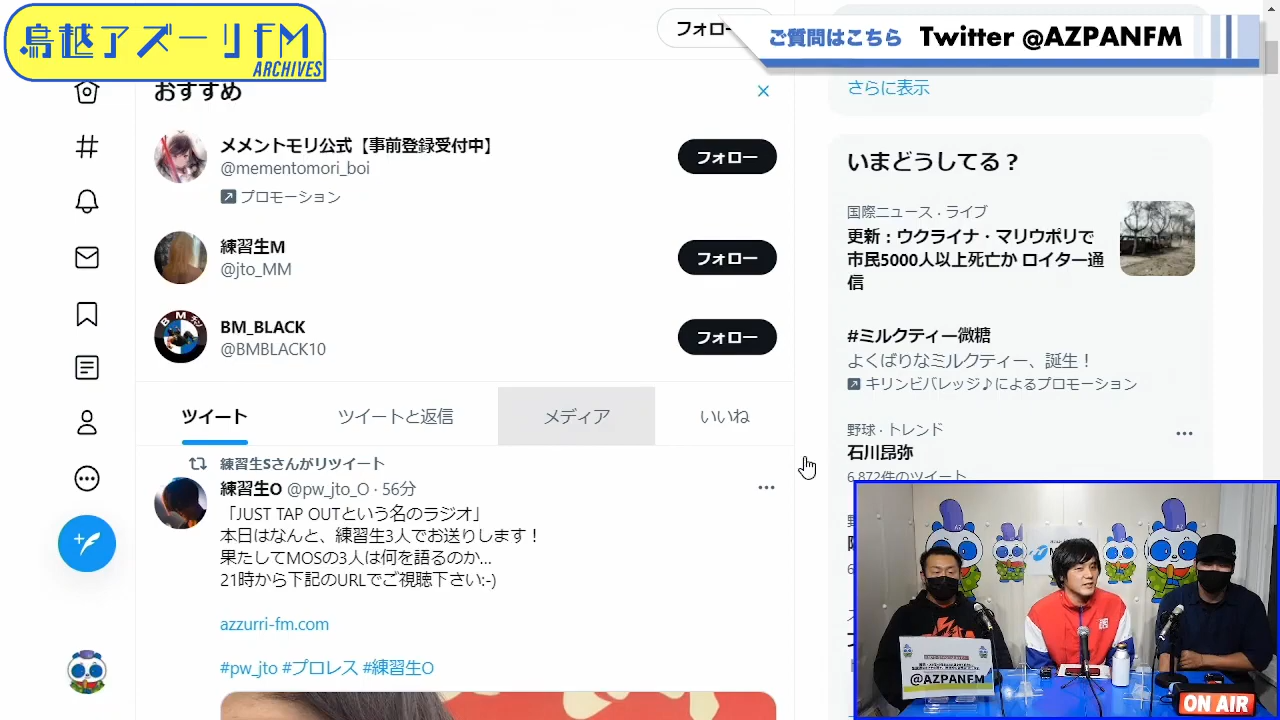 鳥越アズーリFM
ARCHIVES
ご質問はこちら Twitter @AZPANFM
フォロー
おすすめ
メメントモリ公式【事前登録受付中】
@mementomori_boi
プロモーション
フォロー
練習生M
@jto_MM
フォロー
BM_BLACK
@BMBLACK10
フォロー
ツイート
ツイートと返信
メディア
いいね
練習生Sさんがリツイート
練習生O @pw_jto_O · 56分
「JUST TAP OUTという名のラジオ」
本日はなんと、練習生3人でお送りします！
果たしてMOSの3人は何を語るのか...
21時から下記のURLでご視聴下さい:-)
azzurri-fm.com
#pw_jto #プロレス #練習生O
さらに表示
いまどうしてる？
国際ニュース · ライブ
更新：ウクライナ・マリウポリで
市民5000人以上死亡か ロイター通
信
#ミルクティー微糖
よくばりなミルクティー、誕生！
キリンビバレッジ♪によるプロモーション
野球 · トレンド
石川昂弥
6,872件のツイート
@AZPANFM
ON AIR